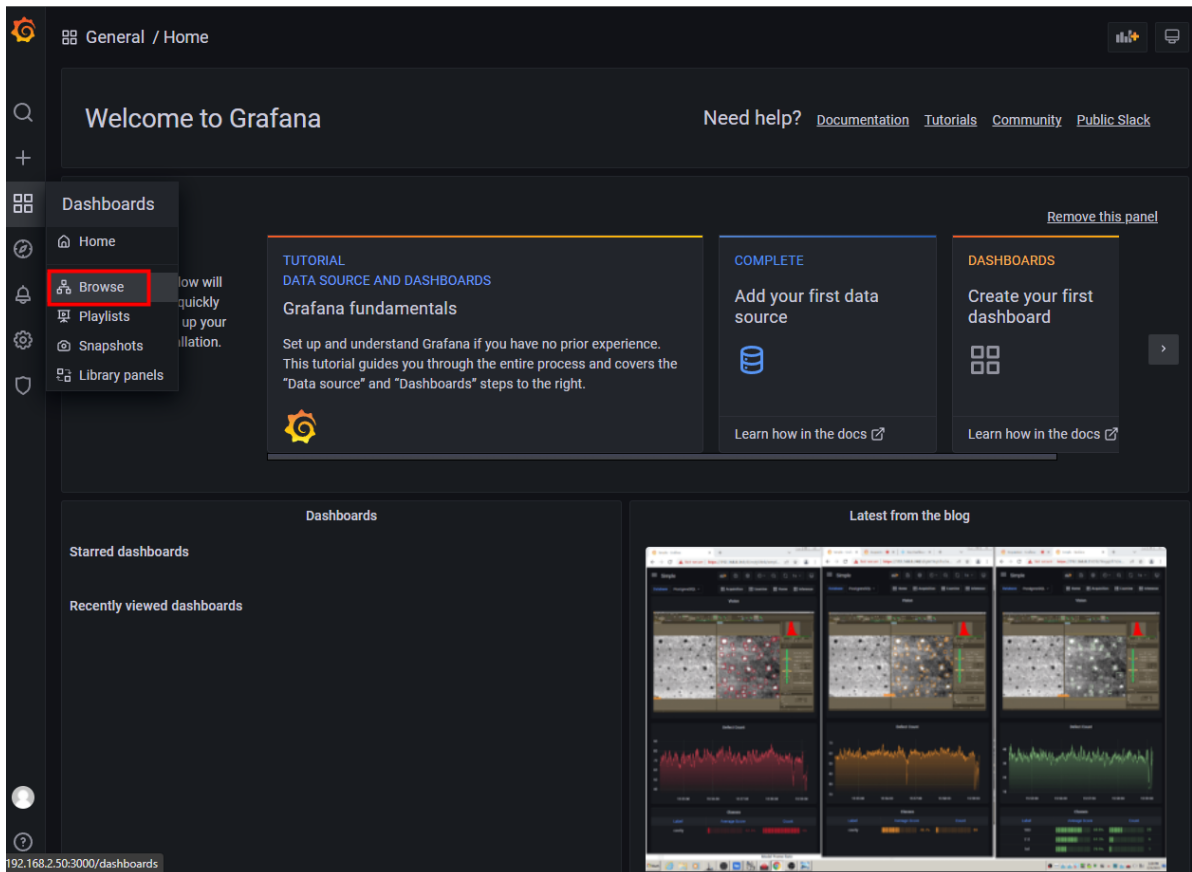 General / Home
Welcome to Grafana
Need help? Documentation Tutorials Community Public Slack
Dashboards
Home
Browse
Playlists
Snapshots
Library panels
Remove this panel
low will
quickly
up your
llation.
TUTORIAL
DATA SOURCE AND DASHBOARDS
Grafana fundamentals
Set up and understand Grafana if you have no prior experience.
This tutorial guides you through the entire process and covers the
"Data source" and "Dashboards" steps to the right.
COMPLETE
Add your first data
source
Learn how in the docs
DASHBOARDS
Create your first
dashboard
Learn how in the docs
Dashboards
Starred dashboards
Recently viewed dashboards
Latest from the blog
192.168.2.50:3000/dashboards